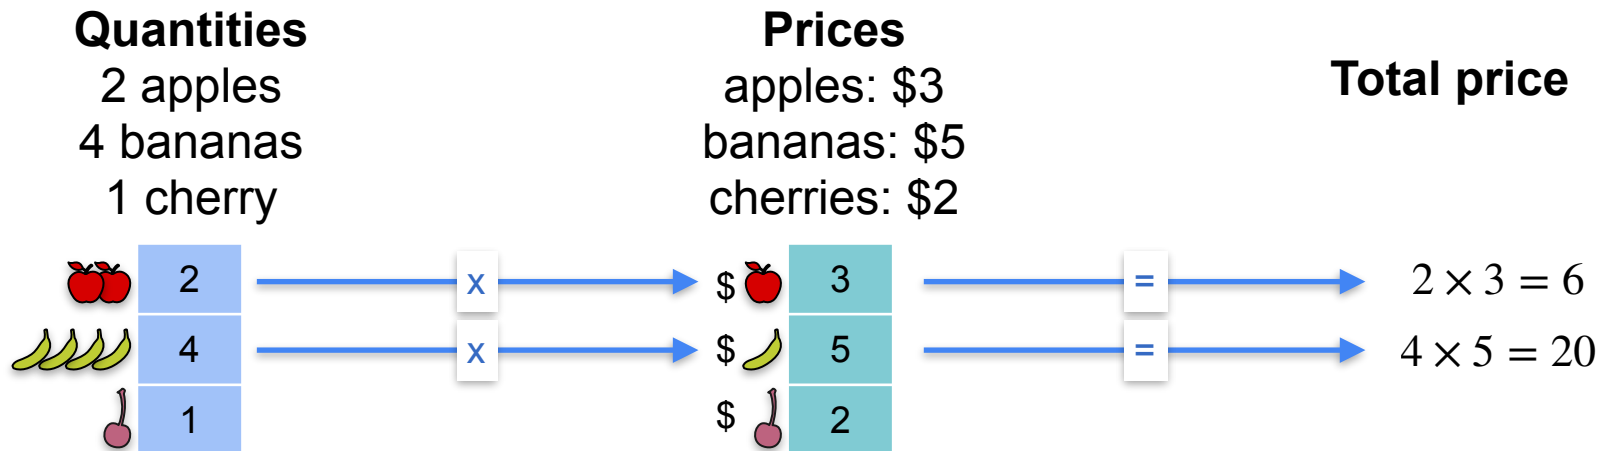 Quantities
2 apples
4 bananas
1 cherry
Prices
apples: $3
bananas: $5
cherries: $2
Total price
2 x $ 3 = 2 × 3 = 6
4 x $ 5 = 4 × 5 = 20
1 $ 2